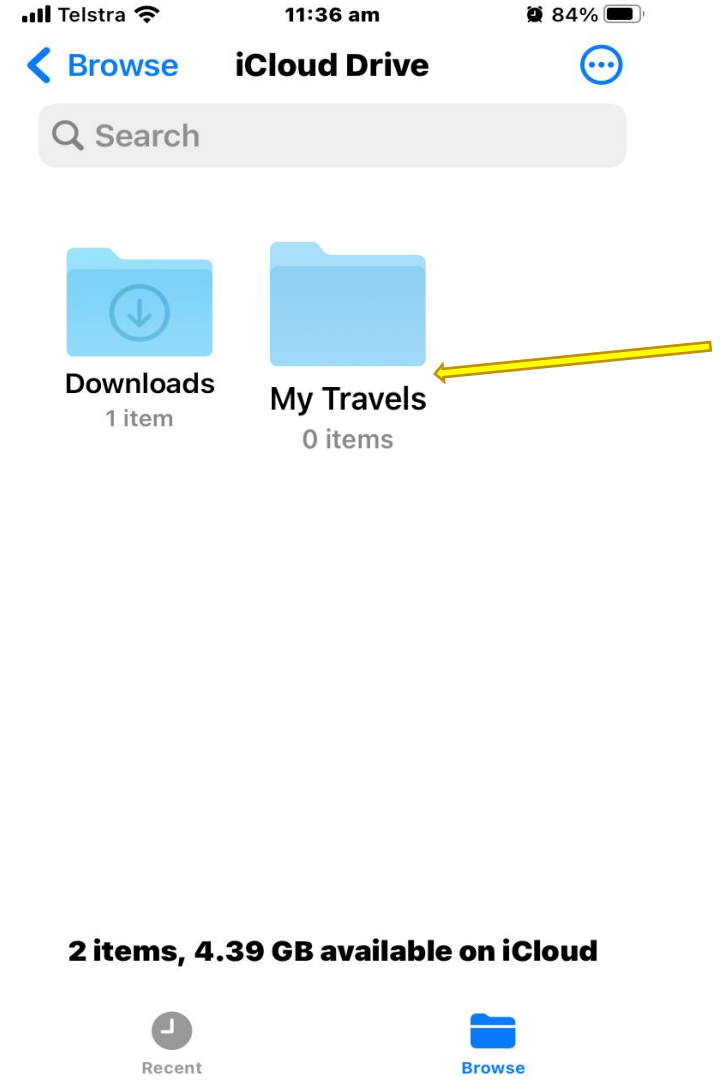 Telstra 11:36 am 84%
Browse iCloud Drive
Search
Downloads My Travels
1 item 0 items
2 items, 4.39 GB available on iCloud
Recent Browse